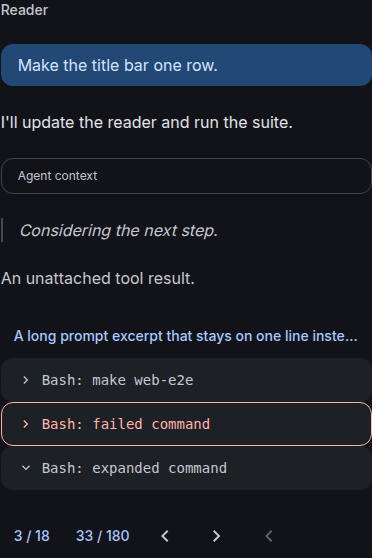 Reader
Make the title bar one row.
I'll update the reader and run the suite.
Agent context
Considering the next step.
An unattached tool result.
A long prompt excerpt that stays on one line inste...
Bash: make web-e2e
Bash: failed command
Bash: expanded command
3 / 18 33 / 180